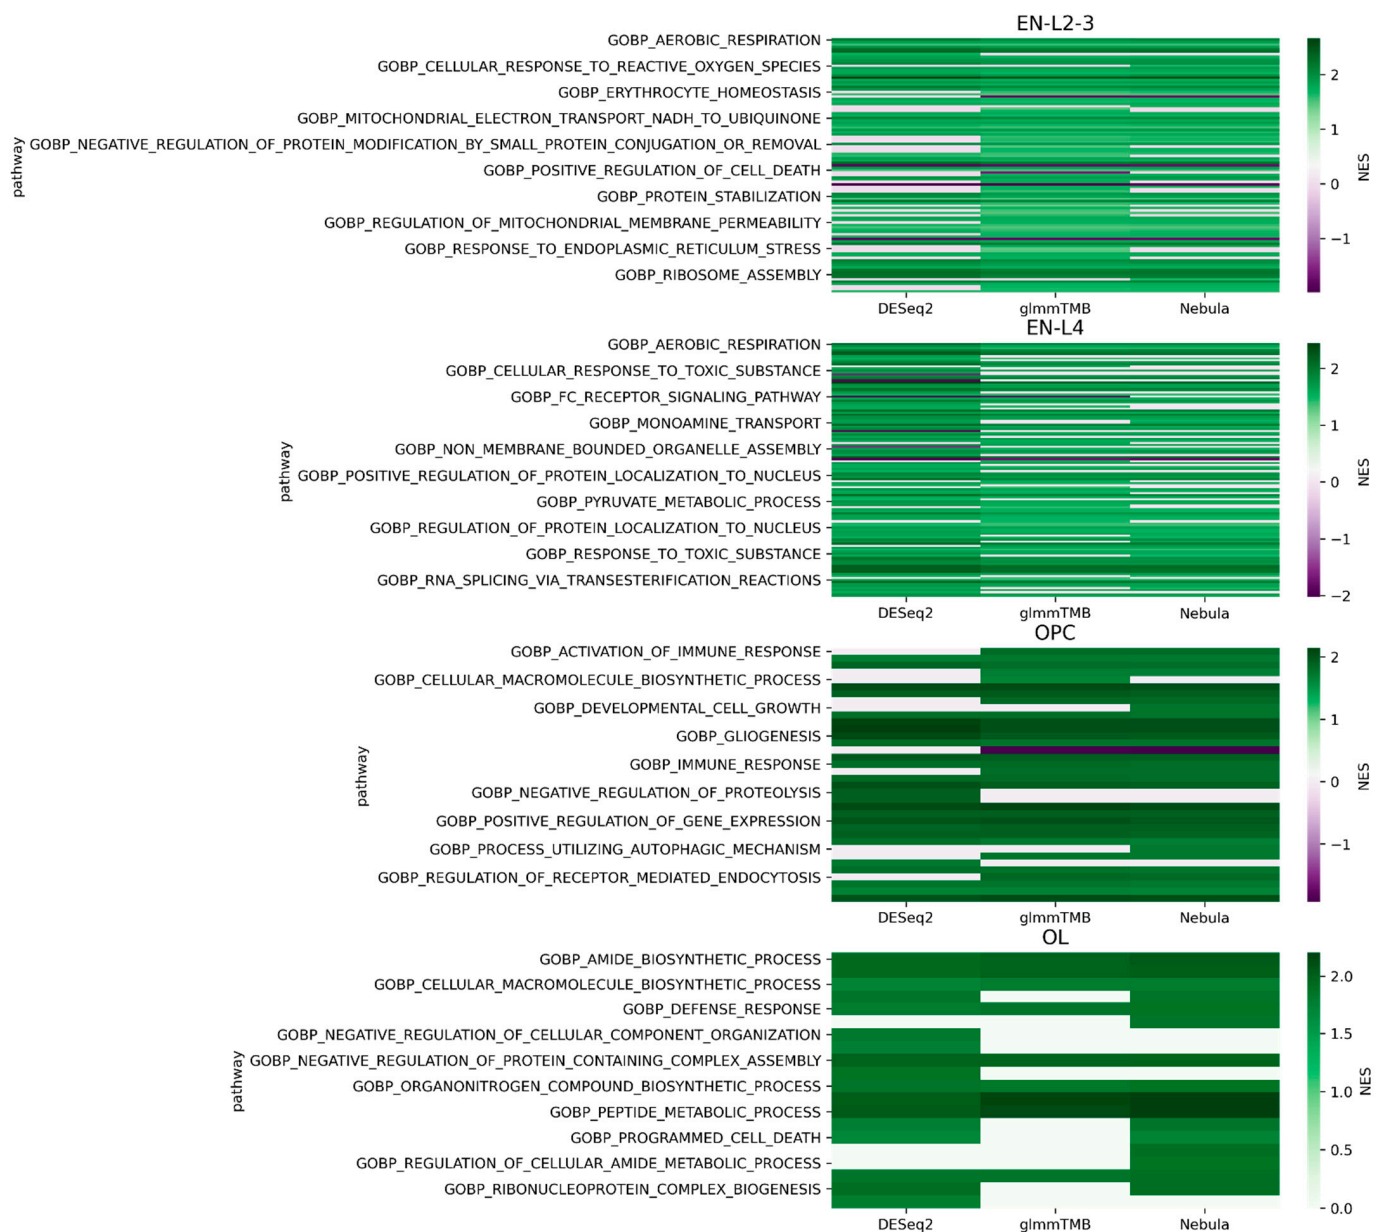 EN-L2-3
pathway
GOBP_AEROBIC_RESPIRATION
GOBP_CELLULAR_RESPONSE_TO_REACTIVE_OXYGEN_SPECIES
GOBP_ERYTHROCYTE_HOMEOSTASIS
GOBP_MITOCHONDRIAL_ELECTRON_TRANSPORT_NADH_TO_UBIQUINONE
GOBP_NEGATIVE_REGULATION_OF_PROTEIN_MODIFICATION_BY_SMALL_PROTEIN_CONJUGATION_OR_REMOVAL
GOBP_POSITIVE_REGULATION_OF_CELL_DEATH
GOBP_PROTEIN_STABILIZATION
GOBP_REGULATION_OF_MITOCHONDRIAL_MEMBRANE_PERMEABILITY
GOBP_RESPONSE_TO_ENDOPLASMIC_RETICULUM_STRESS
GOBP_RIBOSOME_ASSEMBLY
DESeq2 glmmTMB Nebula
2
1
0
−1
NES
EN-L4
pathway
GOBP_AEROBIC_RESPIRATION
GOBP_CELLULAR_RESPONSE_TO_TOXIC_SUBSTANCE
GOBP_FC_RECEPTOR_SIGNALING_PATHWAY
GOBP_MONOAMINE_TRANSPORT
GOBP_NON_MEMBRANE_BOUNDED_ORGANELLE_ASSEMBLY
GOBP_POSITIVE_REGULATION_OF_PROTEIN_LOCALIZATION_TO_NUCLEUS
GOBP_PYRUVATE_METABOLIC_PROCESS
GOBP_REGULATION_OF_PROTEIN_LOCALIZATION_TO_NUCLEUS
GOBP_RESPONSE_TO_TOXIC_SUBSTANCE
GOBP_RNA_SPLICING_VIA_TRANSESTERIFICATION_REACTIONS
DESeq2 glmmTMB Nebula
2
1
0
−1
−2
NES
OPC
pathway
GOBP_ACTIVATION_OF_IMMUNE_RESPONSE
GOBP_CELLULAR_MACROMOLECULE_BIOSYNTHETIC_PROCESS
GOBP_DEVELOPMENTAL_CELL_GROWTH
GOBP_GLIOGENESIS
GOBP_IMMUNE_RESPONSE
GOBP_NEGATIVE_REGULATION_OF_PROTEOLYSIS
GOBP_POSITIVE_REGULATION_OF_GENE_EXPRESSION
GOBP_PROCESS_UTILIZING_AUTOPHAGIC_MECHANISM
GOBP_REGULATION_OF_RECEPTOR_MEDIATED_ENDOCYTOSIS
DESeq2 glmmTMB Nebula
2
1
0
−1
NES
OL
pathway
GOBP_AMIDE_BIOSYNTHETIC_PROCESS
GOBP_CELLULAR_MACROMOLECULE_BIOSYNTHETIC_PROCESS
GOBP_DEFENSE_RESPONSE
GOBP_NEGATIVE_REGULATION_OF_CELLULAR_COMPONENT_ORGANIZATION
GOBP_NEGATIVE_REGULATION_OF_PROTEIN_CONTAINING_COMPLEX_ASSEMBLY
GOBP_ORGANONITROGEN_COMPOUND_BIOSYNTHETIC_PROCESS
GOBP_PEPTIDE_METABOLIC_PROCESS
GOBP_PROGRAMMED_CELL_DEATH
GOBP_REGULATION_OF_CELLULAR_AMIDE_METABOLIC_PROCESS
GOBP_RIBONUCLEOPROTEIN_COMPLEX_BIOGENESIS
DESeq2 glmmTMB Nebula
2.0
1.5
1.0
0.5
0.0
NES